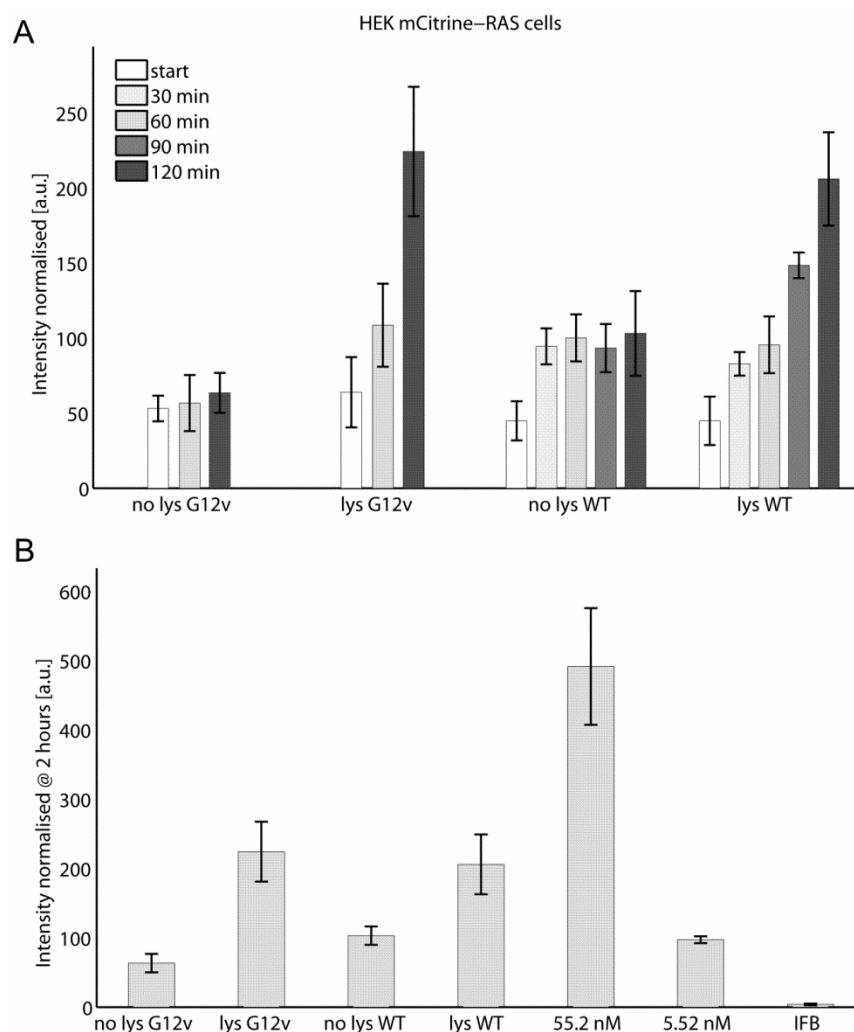 A
HEK mCitrine–RAS cells
start
30 min
60 min
90 min
120 min
Intensity normalised [a.u.]
250
200
150
100
50
0
no lys G12v lys G12v no lys WT lys WT
B
Intensity normalised @ 2 hours [a.u.]
600
500
400
300
200
100
0
no lys G12v lys G12v no lys WT lys WT 55.2 nM 5.52 nM IFB